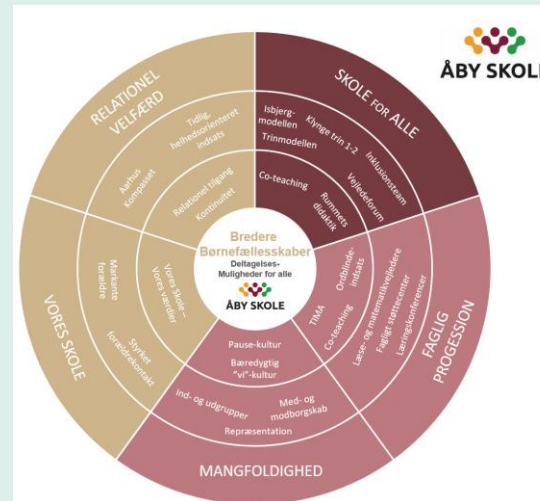 ÅBY SKOLE
RELATIONEL
VELFÆRD
Tidlig,
helhedsorienteret
indsats
Aarhus
Kompasset
Relationel tilgang
Kontinuitet
SKOLE FOR ALLE
Isbjerg-
modellen
Trinmodellen
Klynge trin 1-2
Inklusionsteam
Vejlederforum
Co-teaching
Rummets
didaktik
FAGLIG
PROGESSION
Ordblinde-
indsats
TIMA
Co-teaching
Læse- og matematikvejledere
Fagligt støttecenter
Læringskonferencer
MANGFOLDIGHED
Pause-kultur
Bæredygtig
"vi"-kultur
Ind- og udgrupper
Med- og
modborgskab
Repræsentation
VORES SKOLE
Markante
forældre
Styrket
forældrekontakt
Vores skole –
vores værdier
Bredere
Børnefællesskaber
Deltagelses-
Muligheder for alle
ÅBY SKOLE